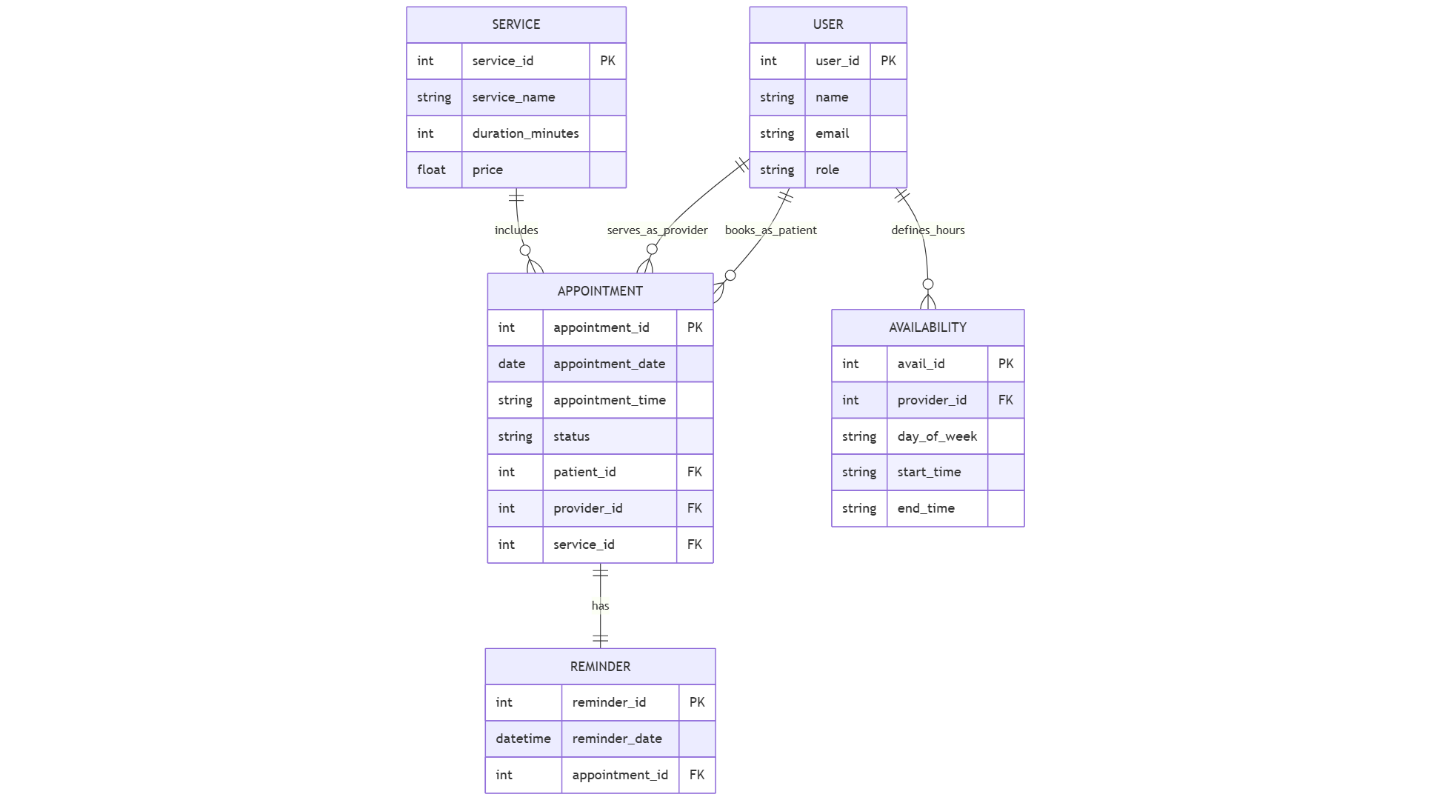 SERVICE
int service_id PK
string service_name
int duration_minutes
float price
USER
int user_id PK
string name
string email
string role
includes
serves_as_provider
books_as_patient
defines_hours
APPOINTMENT
int appointment_id PK
date appointment_date
string appointment_time
string status
int patient_id FK
int provider_id FK
int service_id FK
AVAILABILITY
int avail_id PK
int provider_id FK
string day_of_week
string start_time
string end_time
has
REMINDER
int reminder_id PK
datetime reminder_date
int appointment_id FK